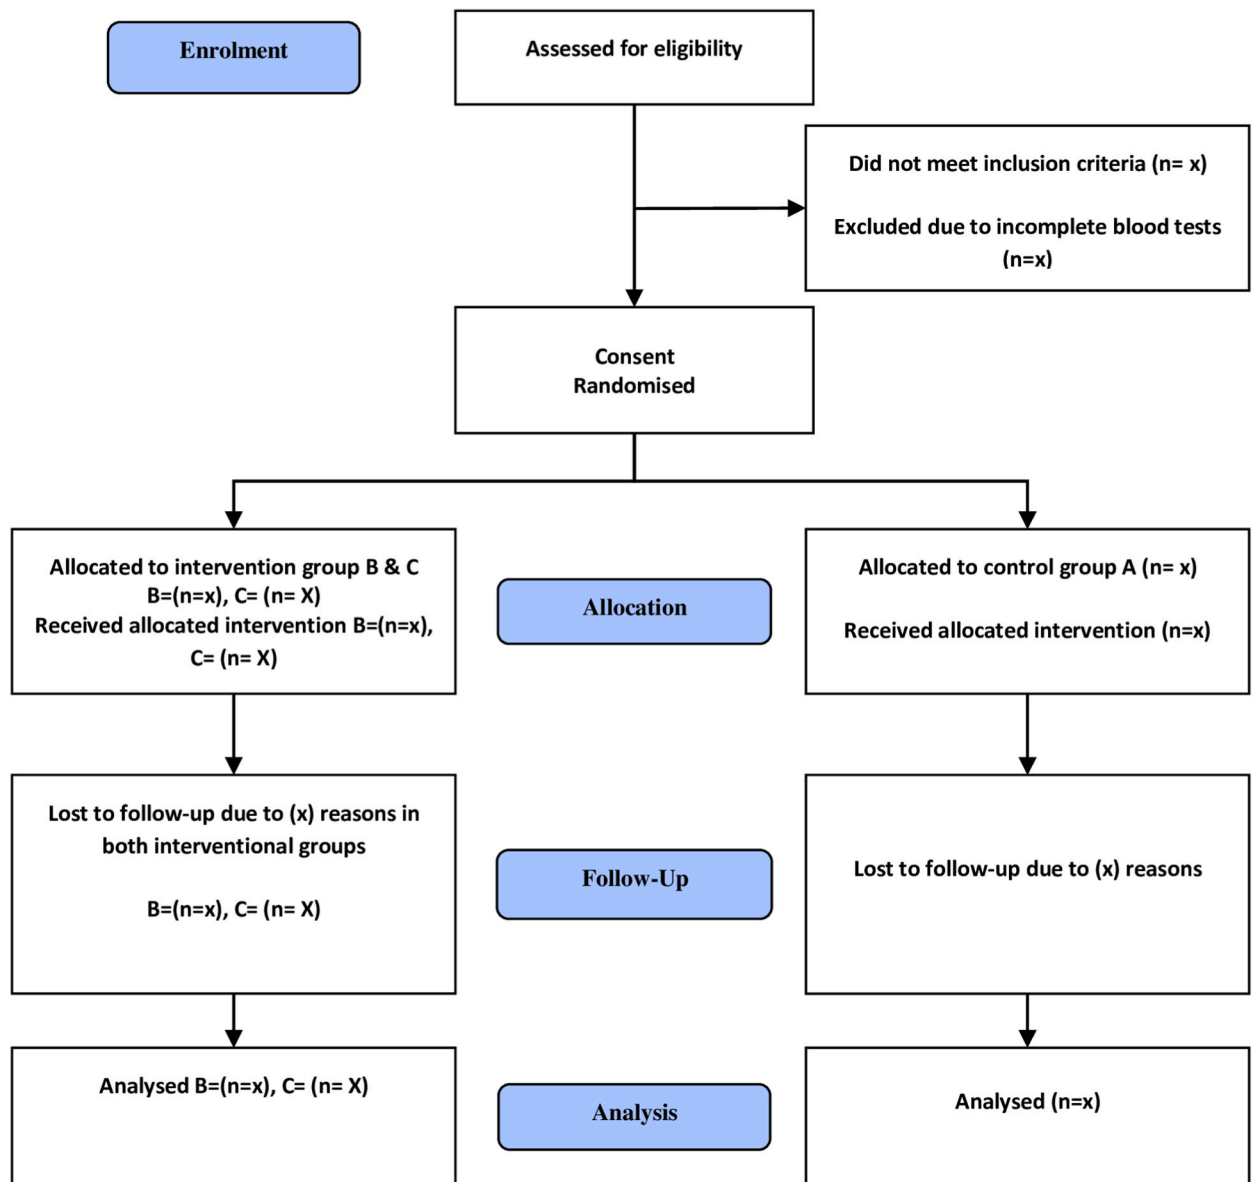 Enrolment
Assessed for eligibility
Did not meet inclusion criteria (n= x)
Excluded due to incomplete blood tests
(n=x)
Consent
Randomised
Allocated to intervention group B & C
B=(n=x), C= (n= X)
Received allocated intervention B=(n=x),
C= (n= X)
Allocation
Allocated to control group A (n= x)
Received allocated intervention (n=x)
Lost to follow-up due to (x) reasons in
both interventional groups
B=(n=x), C= (n= X)
Follow-Up
Lost to follow-up due to (x) reasons
Analysed B=(n=x), C= (n= X)
Analysis
Analysed (n=x)